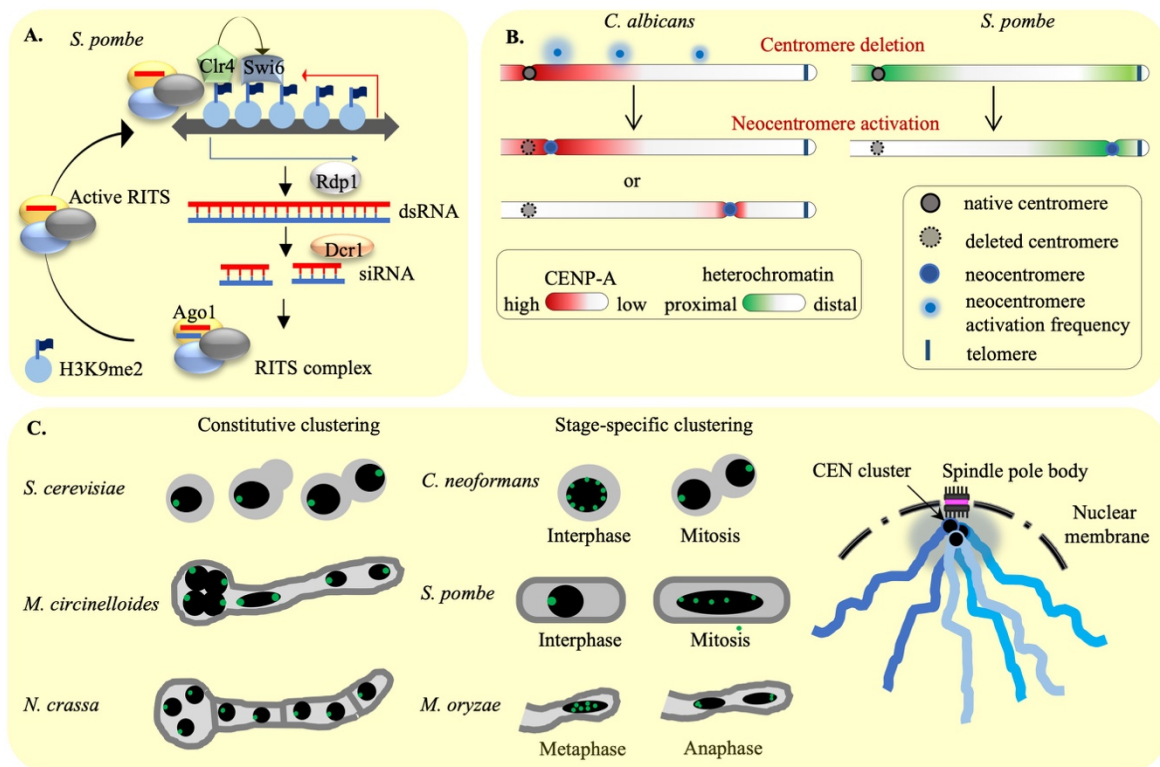 A.
S. pombe
Clr4
Swi6
Rdp1
dsRNA
Active RITS
Dcr1
siRNA
Ago1
H3K9me2
RITS complex
B.
C. albicans
S. pombe
Centromere deletion
Neocentromere activation
or
CENP-A
high
low
heterochromatin
proximal
distal
native centromere
deleted centromere
neocentromere
neocentromere
activation frequency
telomere
C.
Constitutive clustering
S. cerevisiae
M. circinelloides
N. crassa
Stage-specific clustering
C. neoformans
Interphase
Mitosis
S. pombe
Interphase
Mitosis
M. oryzae
Metaphase
Anaphase
CEN cluster
Spindle pole body
Nuclear
membrane